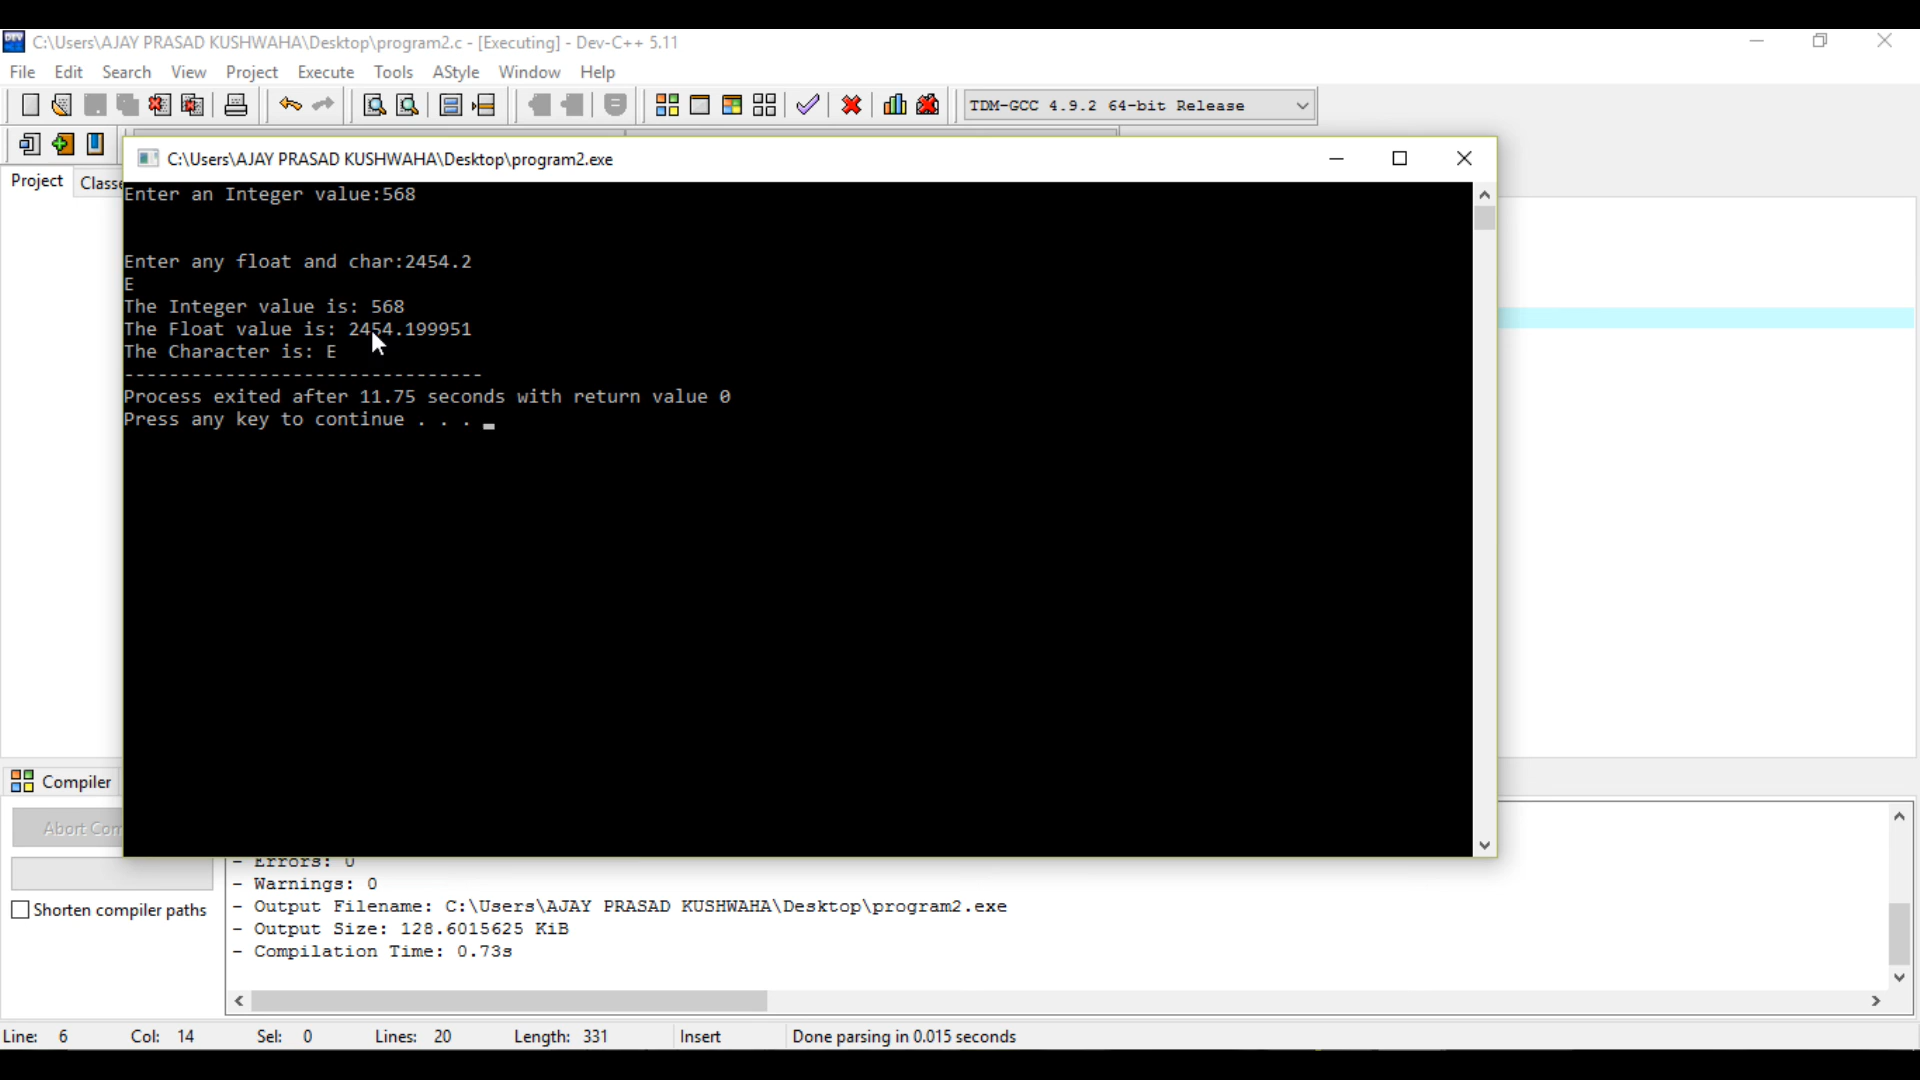 C:\Users\AJAY PRASAD KUSHWAHA\Desktop\program2.c - [Executing] - Dev-C++ 5.11
File Edit Search View Project Execute Tools AStyle Window Help
TDM-GCC 4.9.2 64-bit Release
C:\Users\AJAY PRASAD KUSHWAHA\Desktop\program2.exe
Project Classe
Enter an Integer value:568
Enter any float and char:2454.2
E
The Integer value is: 568
The Float value is: 2454.199951
The Character is: E
--------------------------------
Process exited after 11.75 seconds with return value 0
Press any key to continue . . .
Compiler
Abort Com
- Errors: 0
- Warnings: 0
Shorten compiler paths
- Output Filename: C:\Users\AJAY PRASAD KUSHWAHA\Desktop\program2.exe
- Output Size: 128.6015625 KiB
- Compilation Time: 0.73s
Line: 6 Col: 14 Sel: 0 Lines: 20 Length: 331 Insert Done parsing in 0.015 seconds